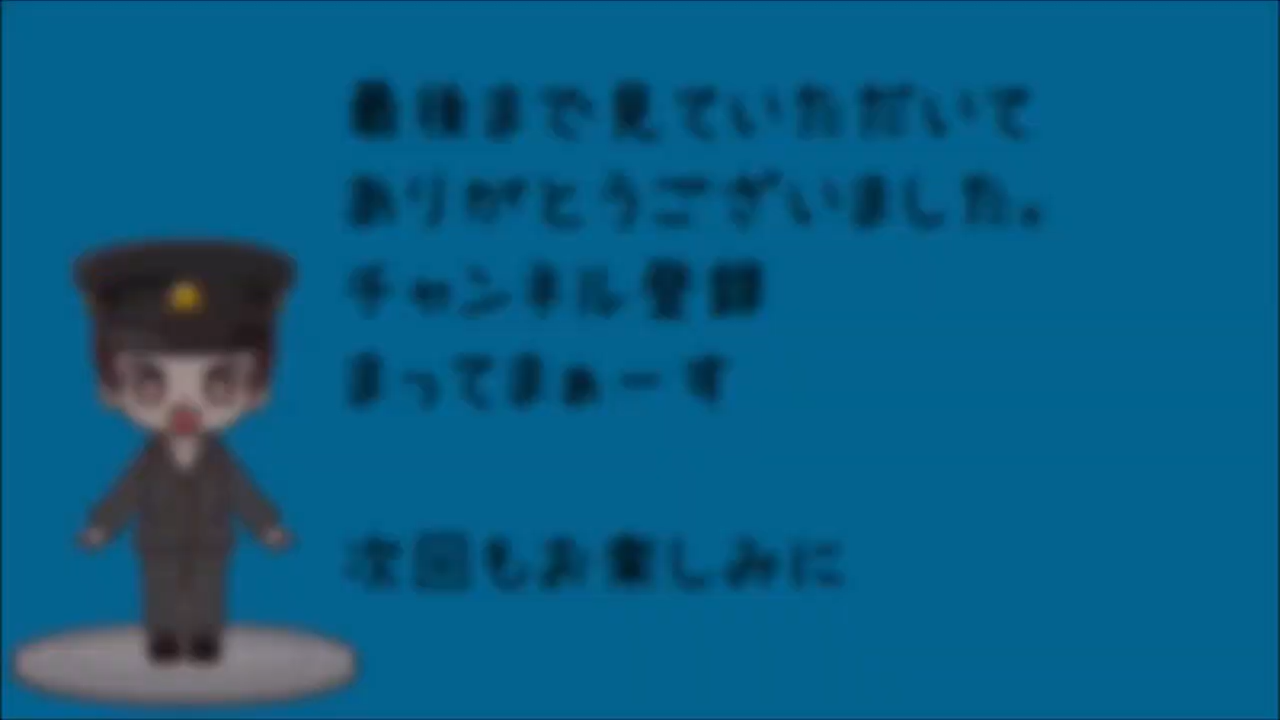 最後まで見ていただいて
ありがとうございました。
チャンネル登録
まってまぁーす
次回もお楽しみに